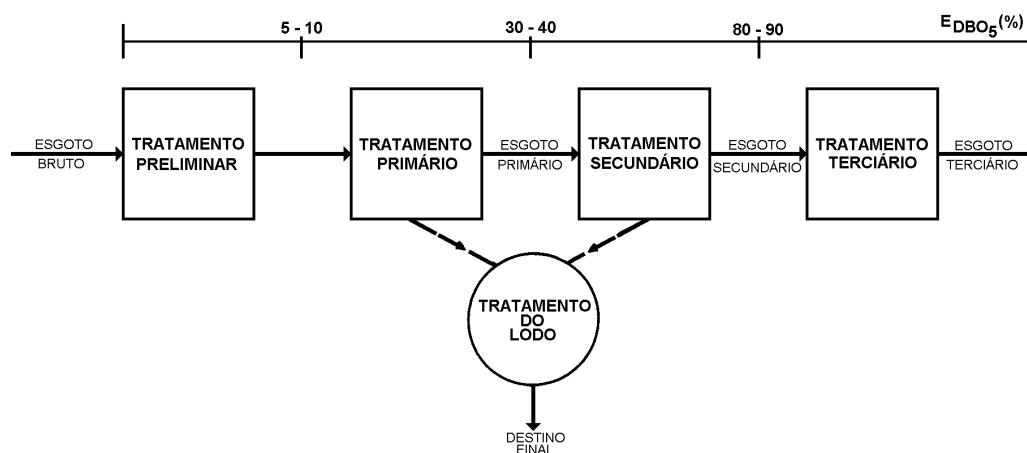 5 - 10
30 - 40
80 - 90
E DBO5(%)
ESGOTO
BRUTO
TRATAMENTO
PRELIMINAR
TRATAMENTO
PRIMÁRIO
ESGOTO
PRIMÁRIO
TRATAMENTO
SECUNDÁRIO
ESGOTO
SECUNDÁRIO
TRATAMENTO
TERCIÁRIO
ESGOTO
TERCIÁRIO
TRATAMENTO
DO
LODO
DESTINO
FINAL